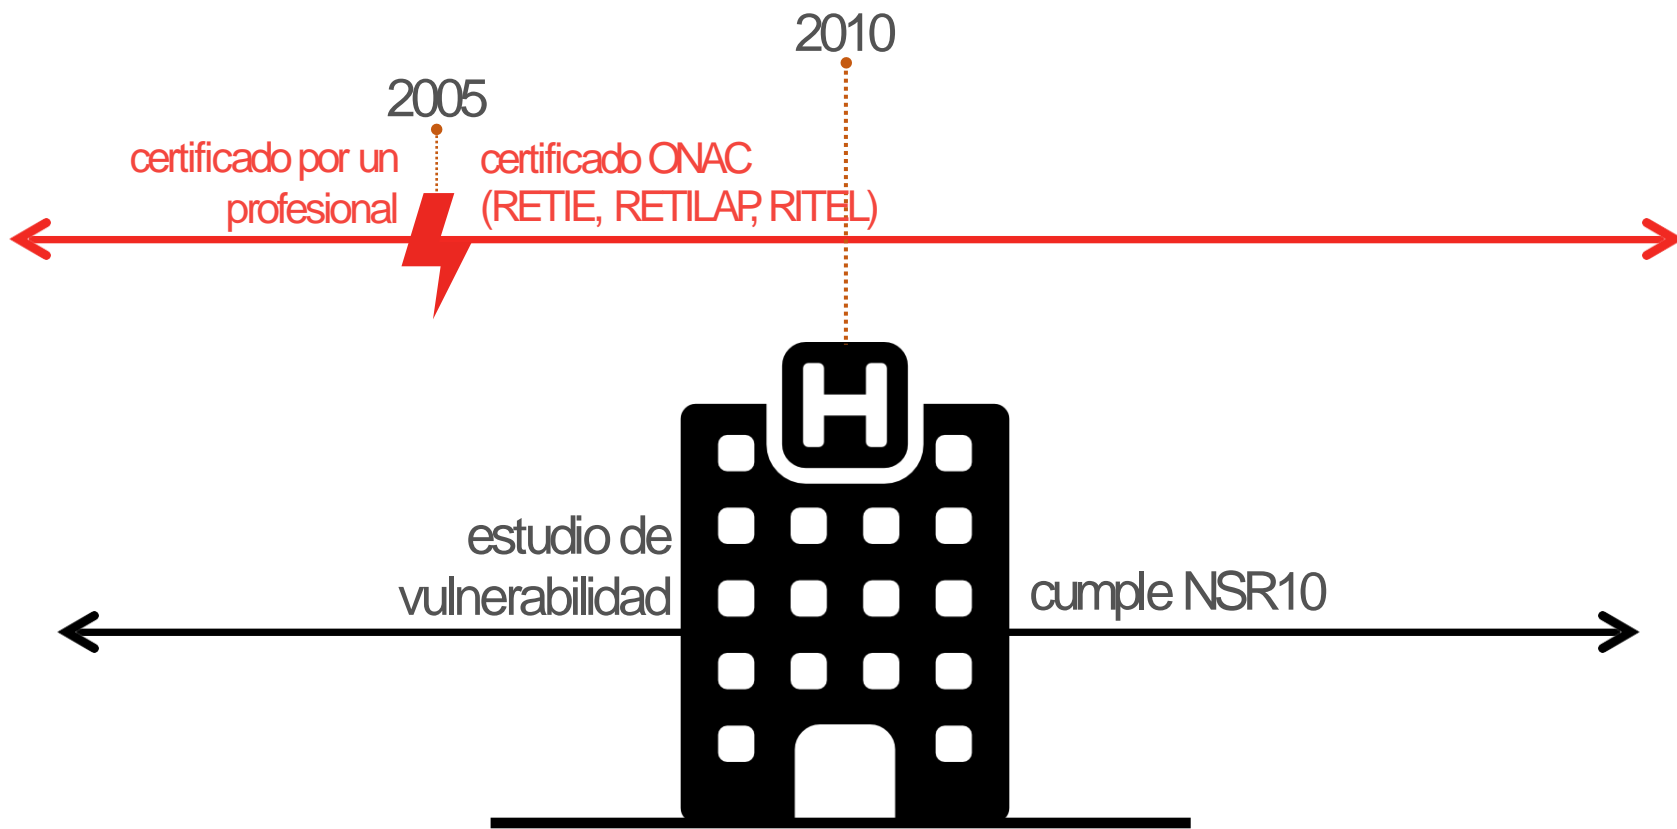 2010
2005
certificado por un
profesional
certificado ONAC
(RETIE, RETILAP, RITEL)
H
estudio de
vulnerabilidad
cumple NSR10